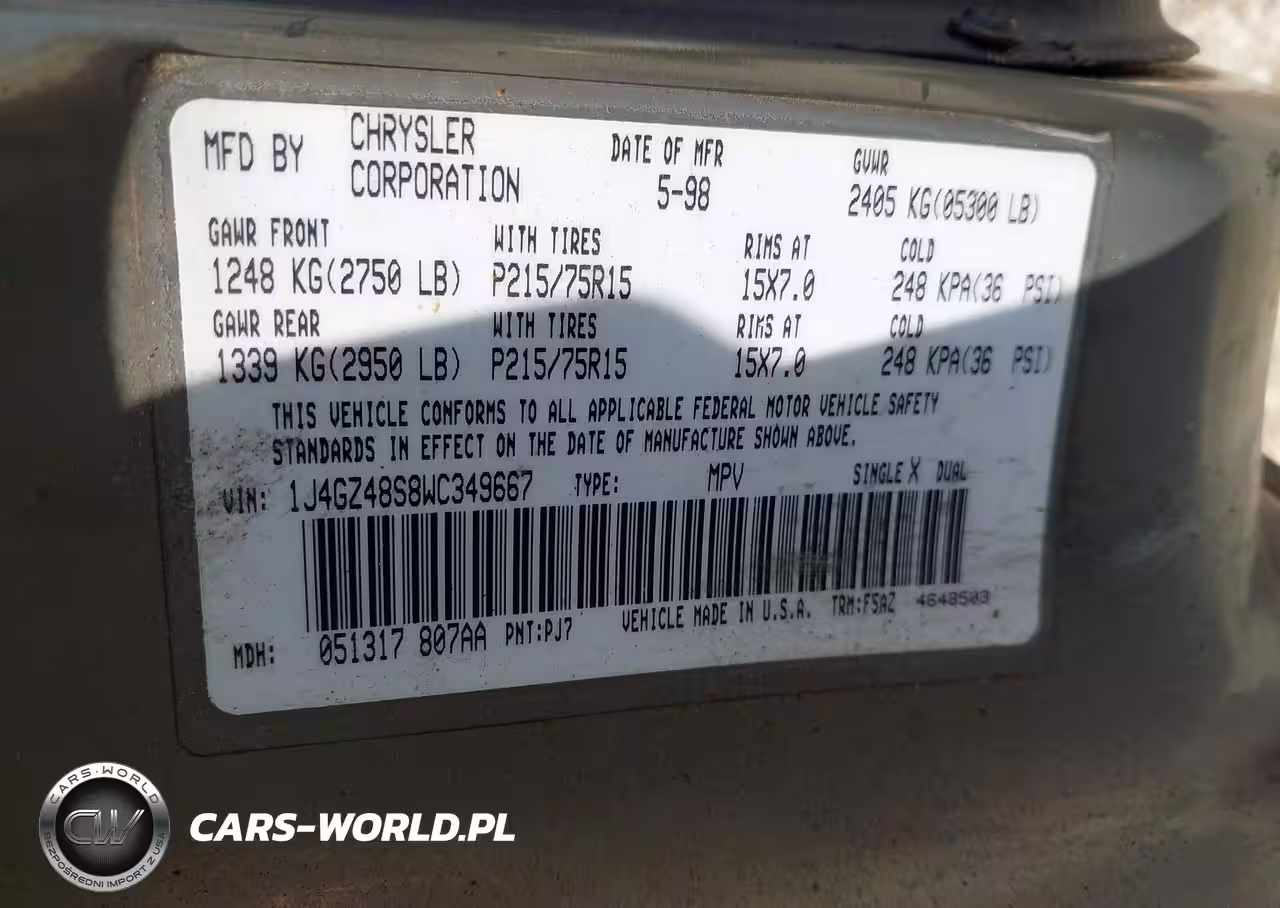 MFD BY CHRYSLER CORPORATION DATE OF MFR 5-98 GVWR 2405 KG(05300 LB)
GAWR FRONT WITH TIRES RIMS AT COLD
1248 KG(2750 LB) P215/75R15 15X7.0 248 KPA(36 PSI)
GAWR REAR WITH TIRES RIMS AT COLD
1339 KG(2950 LB) P215/75R15 15X7.0 248 KPA(36 PSI)
THIS VEHICLE CONFORMS TO ALL APPLICABLE FEDERAL MOTOR VEHICLE SAFETY
STANDARDS IN EFFECT ON THE DATE OF MANUFACTURE SHOWN ABOVE.
VIN: 1J4GZ48S8WC349667 TYPE: MPV SINGLE X DUAL
MDH: 051317 807AA PNT:PJ7 VEHICLE MADE IN U.S.A. TRM:F5AZ 4648503
CARS-WORLD
CW
BEZPOŚREDNI IMPORT Z USA
CARS-WORLD.PL